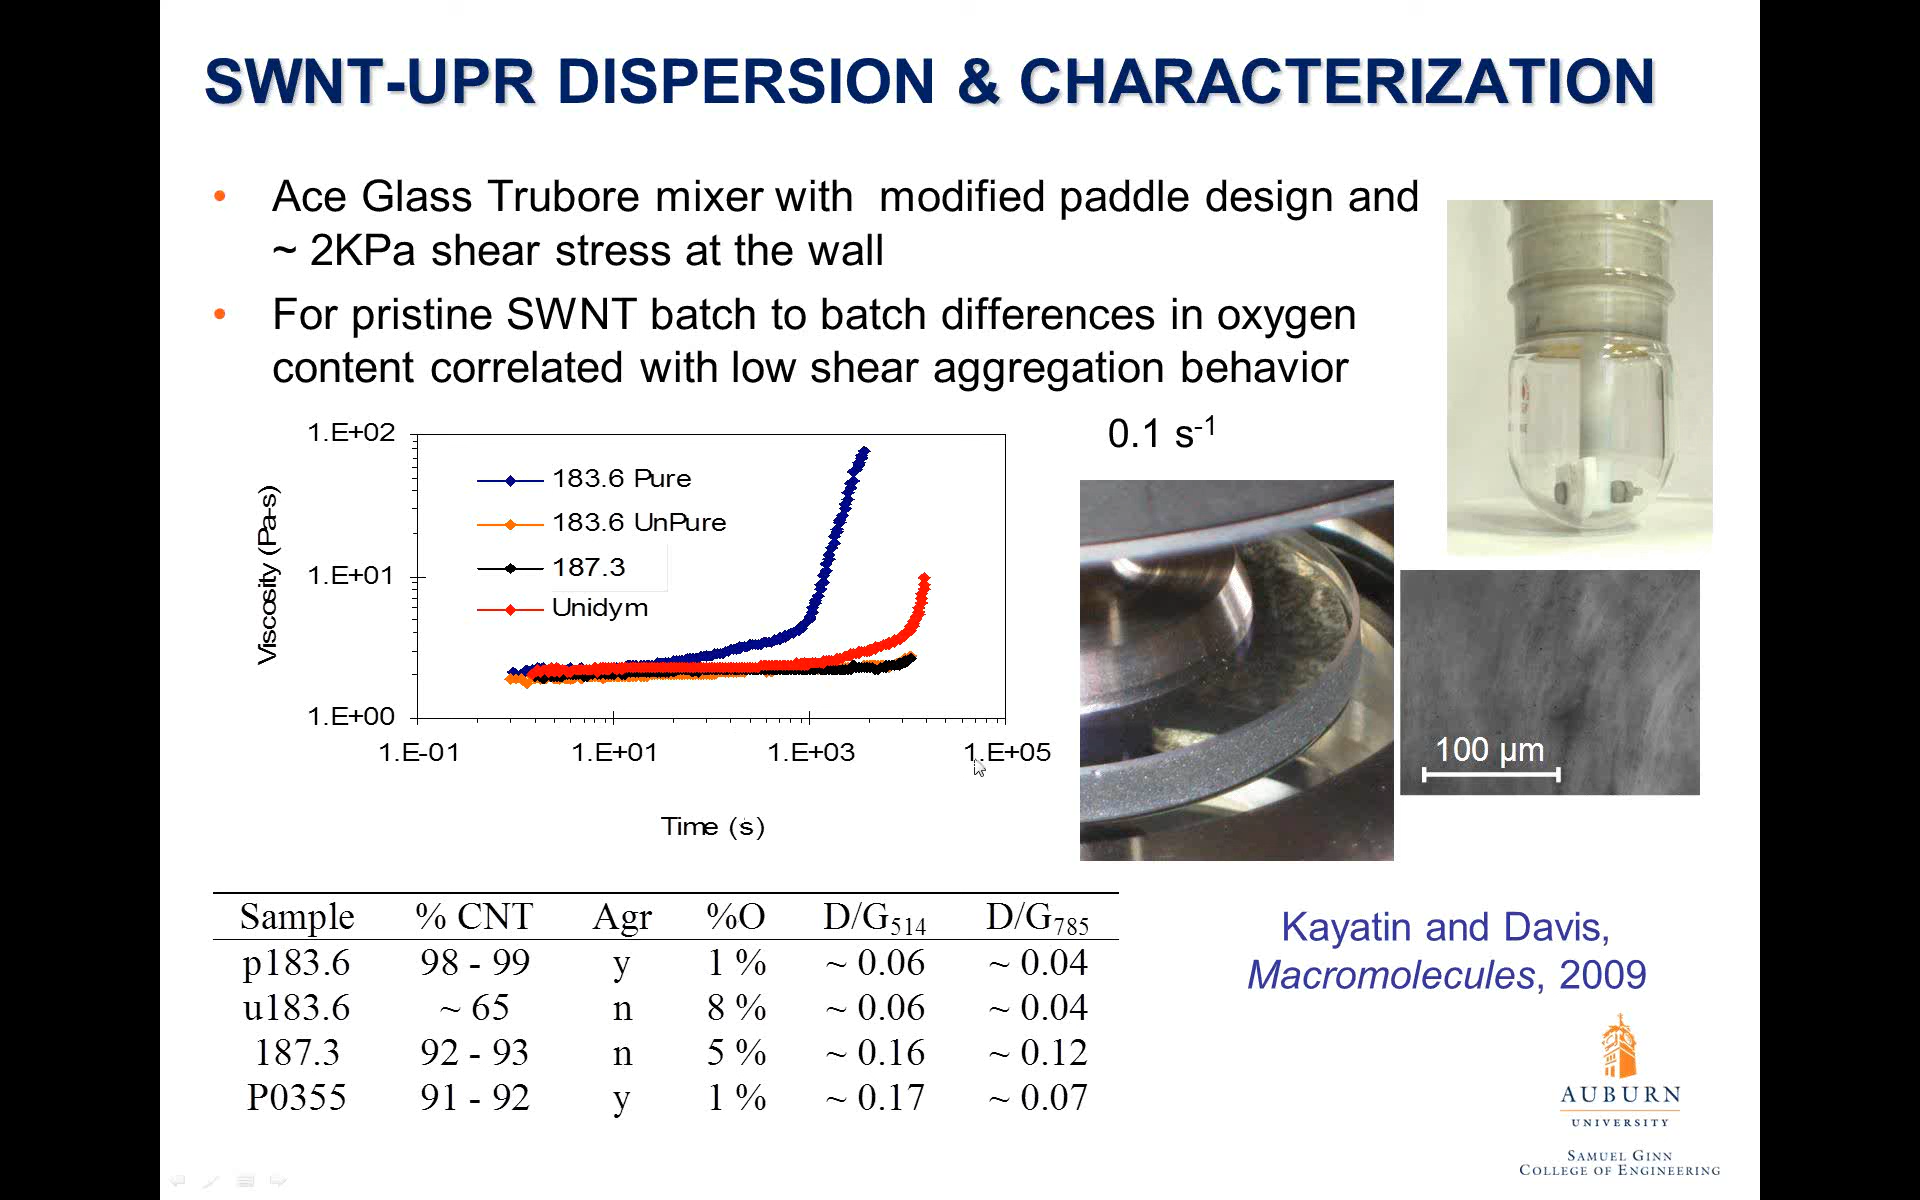 SWNT-UPR DISPERSION & CHARACTERIZATION
• Ace Glass Trubore mixer with modified paddle design and
~ 2KPa shear stress at the wall
• For pristine SWNT batch to batch differences in oxygen
content correlated with low shear aggregation behavior
0.1 s⁻¹
1.E+02
1.E+01
1.E+00
Viscosity (Pa-s)
183.6 Pure
183.6 UnPure
187.3
Unidym
1.E-01 1.E+01 1.E+03 1.E+05
Time (s)
100 µm
Sample % CNT Agr %O D/G₅₁₄ D/G₇₈₅
p183.6 98 - 99 y 1 % ~ 0.06 ~ 0.04
u183.6 ~ 65 n 8 % ~ 0.06 ~ 0.04
187.3 92 - 93 n 5 % ~ 0.16 ~ 0.12
P0355 91 - 92 y 1 % ~ 0.17 ~ 0.07
Kayatin and Davis,
Macromolecules, 2009
AUBURN
UNIVERSITY
SAMUEL GINN
COLLEGE OF ENGINEERING